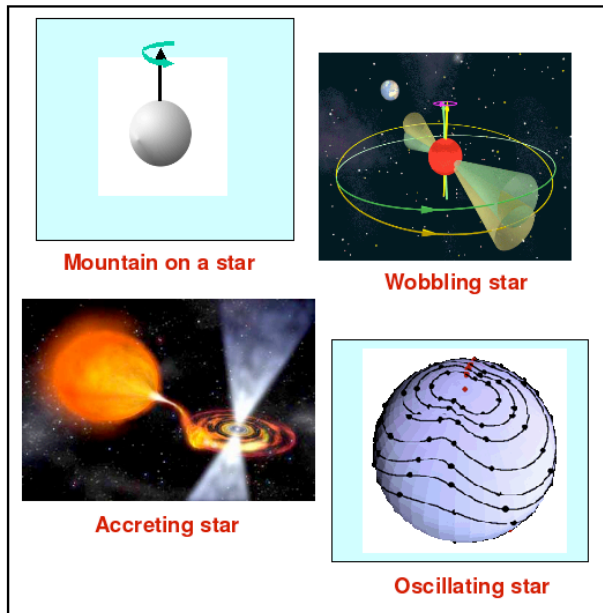 Mountain on a star
Wobbling star
Accreting star
Oscillating star